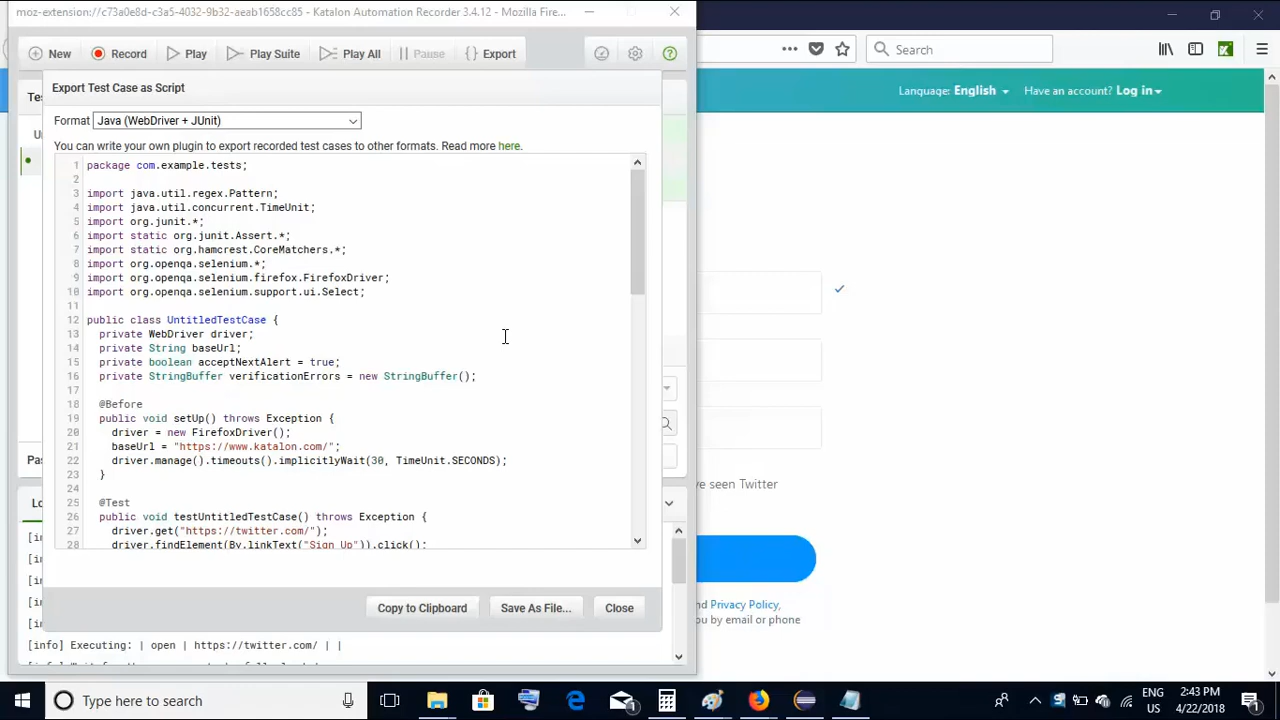 moz-extension://c73a0e8d-c3a5-4032-9b32-aeab1658cc85 - Katalon Automation Recorder 3.4.12 - Mozilla Fire...
New Record Play Play Suite Play All Pause Export
Search
Export Test Case as Script
Language: English Have an account? Log in
Format Java (WebDriver + JUnit)
You can write your own plugin to export recorded test cases to other formats. Read more here.
1 package com.example.tests;
2
3 import java.util.regex.Pattern;
4 import java.util.concurrent.TimeUnit;
5 import org.junit.*;
6 import static org.junit.Assert.*;
7 import static org.hamcrest.CoreMatchers.*;
8 import org.openqa.selenium.*;
9 import org.openqa.selenium.firefox.FirefoxDriver;
10 import org.openqa.selenium.support.ui.Select;
11
12 public class UntitledTestCase {
13 private WebDriver driver;
14 private String baseUrl;
15 private boolean acceptNextAlert = true;
16 private StringBuffer verificationErrors = new StringBuffer();
17
18 @Before
19 public void setUp() throws Exception {
20 driver = new FirefoxDriver();
21 baseUrl = "https://www.katalon.com/";
22 driver.manage().timeouts().implicitlyWait(30, TimeUnit.SECONDS);
23 }
24
25 @Test
26 public void testUntitledTestCase() throws Exception {
27 driver.get("https://twitter.com/");
28 driver.findElement(By.linkText("Sign Up")).click();
Copy to Clipboard Save As File... Close
[info] Executing: | open | https://twitter.com/ | |
ve seen Twitter
nd Privacy Policy,
ou by email or phone
Type here to search
ENG
US
2:43 PM
4/22/2018
1
1